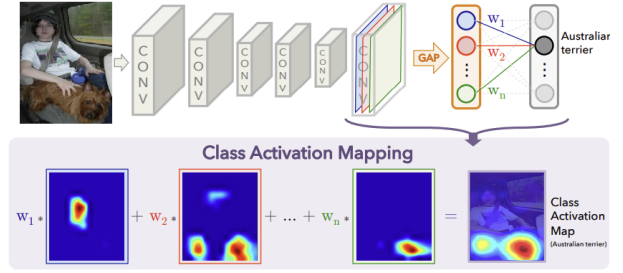 CONV
CONV
CONV
CONV
CONV
CONV
GAP
w1
w2
wn
Australian
terrier
Class Activation Mapping
w1 * + w2 * + ... + wn * =
Class
Activation
Map
(Australian terrier)